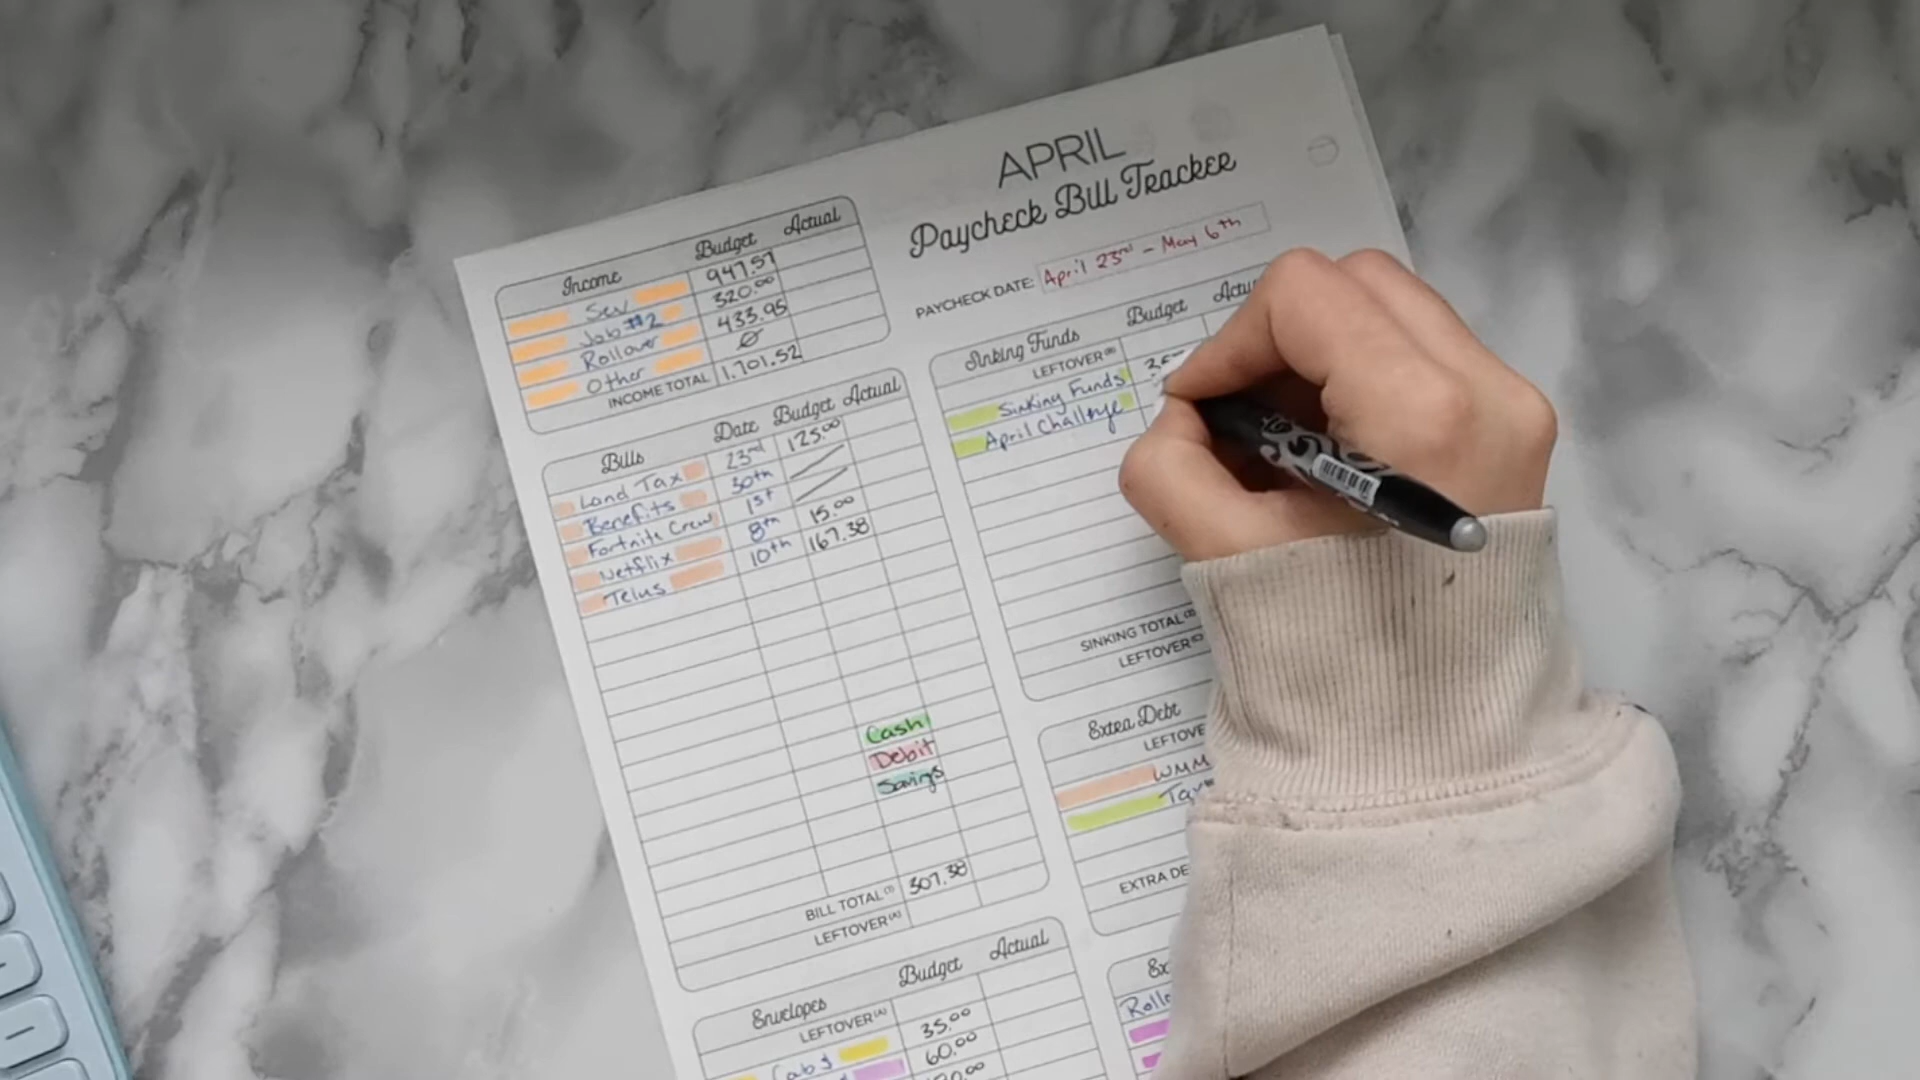 APRIL
Paycheck Bill Tracker
PAYCHECK DATE: April 23rd - May 6th
Income Budget Actual
947.57
Job #2 320.00
Rollover 433.95
Other Ø
INCOME TOTAL 1,701.52
Bills Date Budget Actual
Land Tax 23rd 125.00
Benefits 30th
Fortnite Crew 1st
Netflix 8th 15.00
Telus 10th 167.38
Cash
Debit
Savings
BILL TOTAL (1) 307.38
LEFTOVER (A)
Envelopes Budget Actual
LEFTOVER (A)
35.00
60.00
Sinking Funds Budget
LEFTOVER
Sinking Funds
April Challnge
SINKING TOTAL
LEFTOVER
Extra Debt
WMM